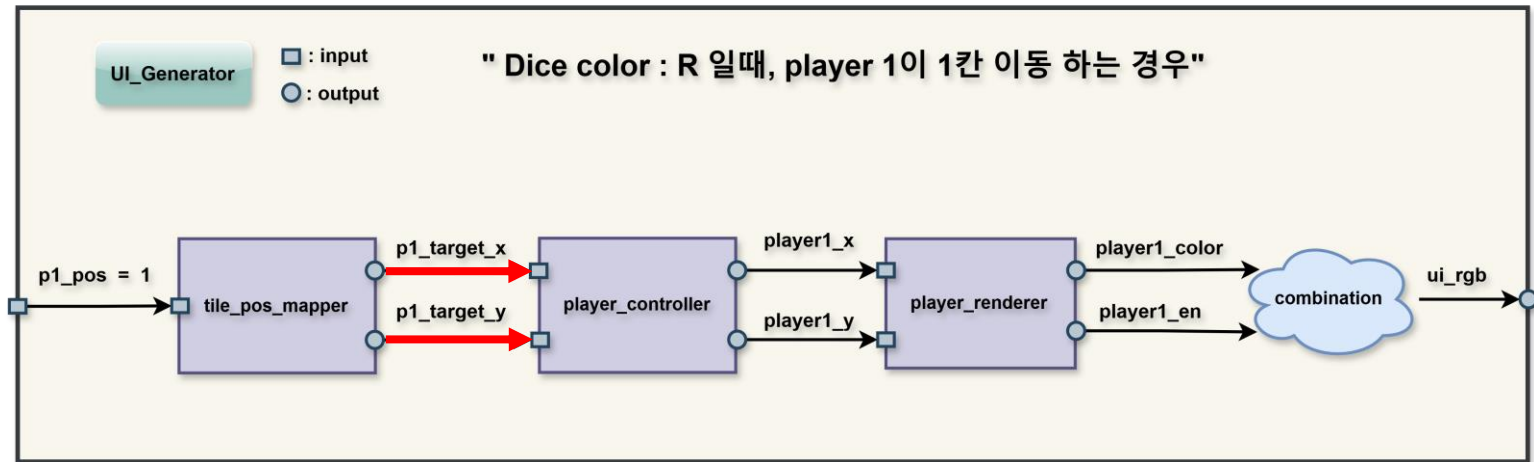 UI_Generator
: input
: output
" Dice color : R 일때, player 1이 1칸 이동 하는 경우"
p1_pos = 1
tile_pos_mapper
p1_target_x
p1_target_y
player_controller
player1_x
player1_y
player_renderer
player1_color
player1_en
combination
ui_rgb